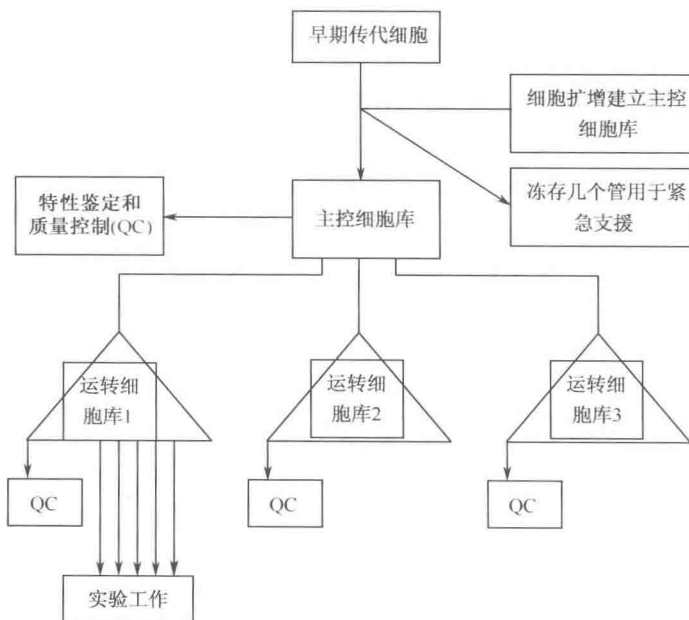 早期传代细胞
细胞扩增建立主控
细胞库
特性鉴定和
质量控制(QC)
主控细胞库
冻存几个管用于紧
急支援
运转细
胞库1
运转细
胞库2
运转细
胞库3
QC
QC
QC
实验工作